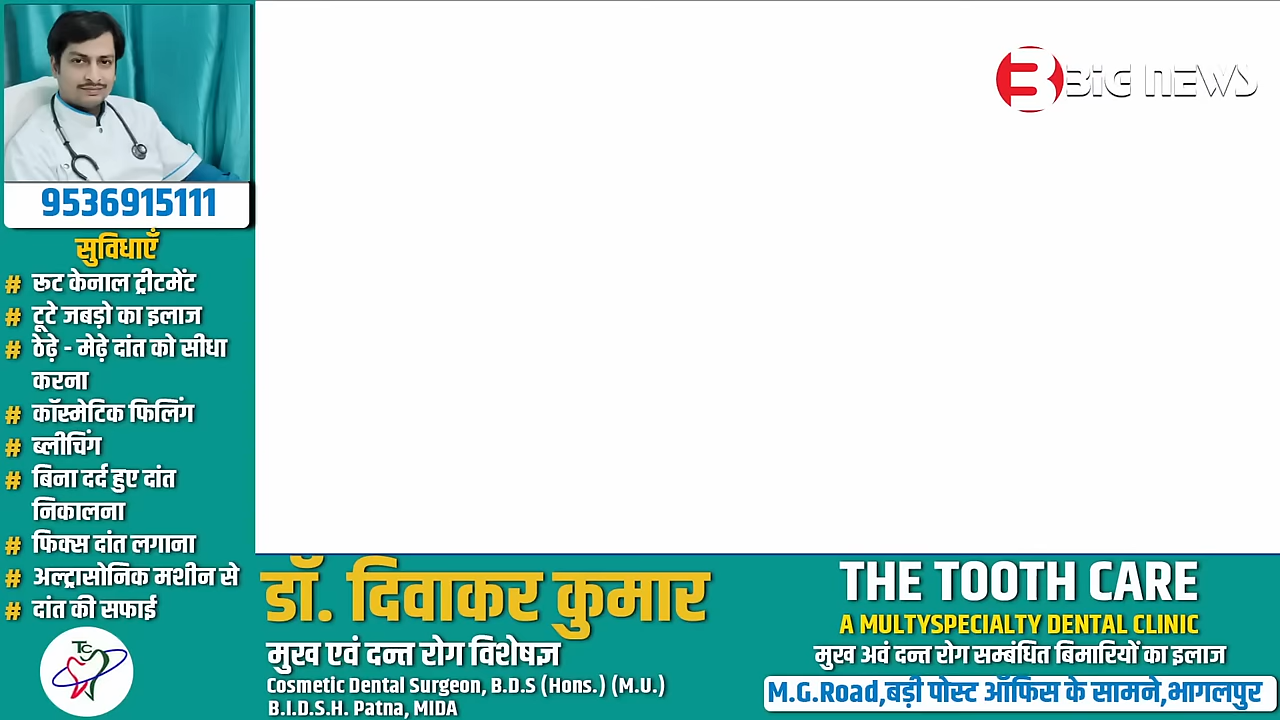 BIG NEWS
9536915111
सुविधाएँ
# रूट केनाल ट्रीटमेंट
# टूटे जबड़ो का इलाज
# ठेढ़े - मेढ़े दांत को सीधा
करना
# कॉस्मेटिक फिलिंग
# ब्लीचिंग
# बिना दर्द हुए दांत
निकालना
# फिक्स दांत लगाना
# अल्ट्रासोनिक मशीन से
# दांत की सफाई
TC
डॉ. दिवाकर कुमार
मुख एवं दन्त रोग विशेषज्ञ
Cosmetic Dental Surgeon, B.D.S (Hons.) (M.U.)
B.I.D.S.H. Patna, MIDA
THE TOOTH CARE
A MULTYSPECIALTY DENTAL CLINIC
मुख अवं दन्त रोग सम्बंधित बिमारियों का इलाज
M.G.Road,बड़ी पोस्ट ऑफिस के सामने,भागलपुर